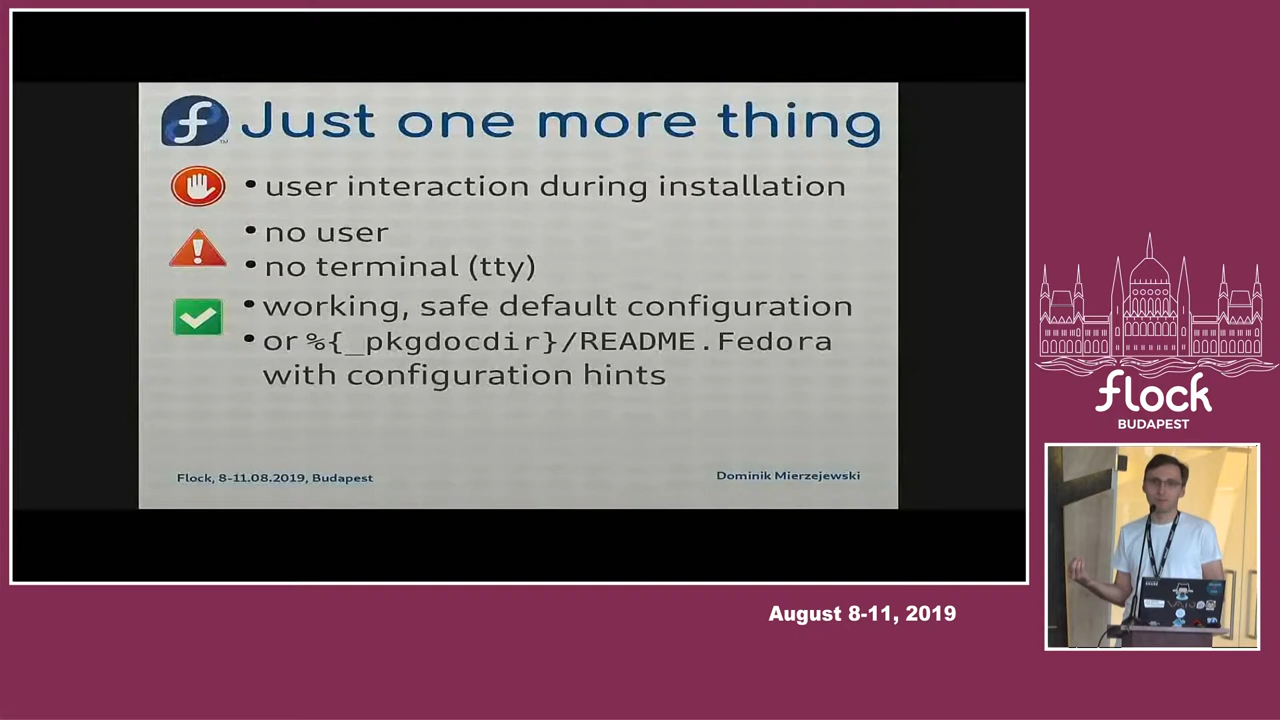 Just one more thing
• user interaction during installation
• no user
• no terminal (tty)
• working, safe default configuration
• or %{_pkgdocdir}/README.Fedora
with configuration hints
Flock, 8-11.08.2019, Budapest
Dominik Mierzejewski
flock
BUDAPEST
August 8-11, 2019